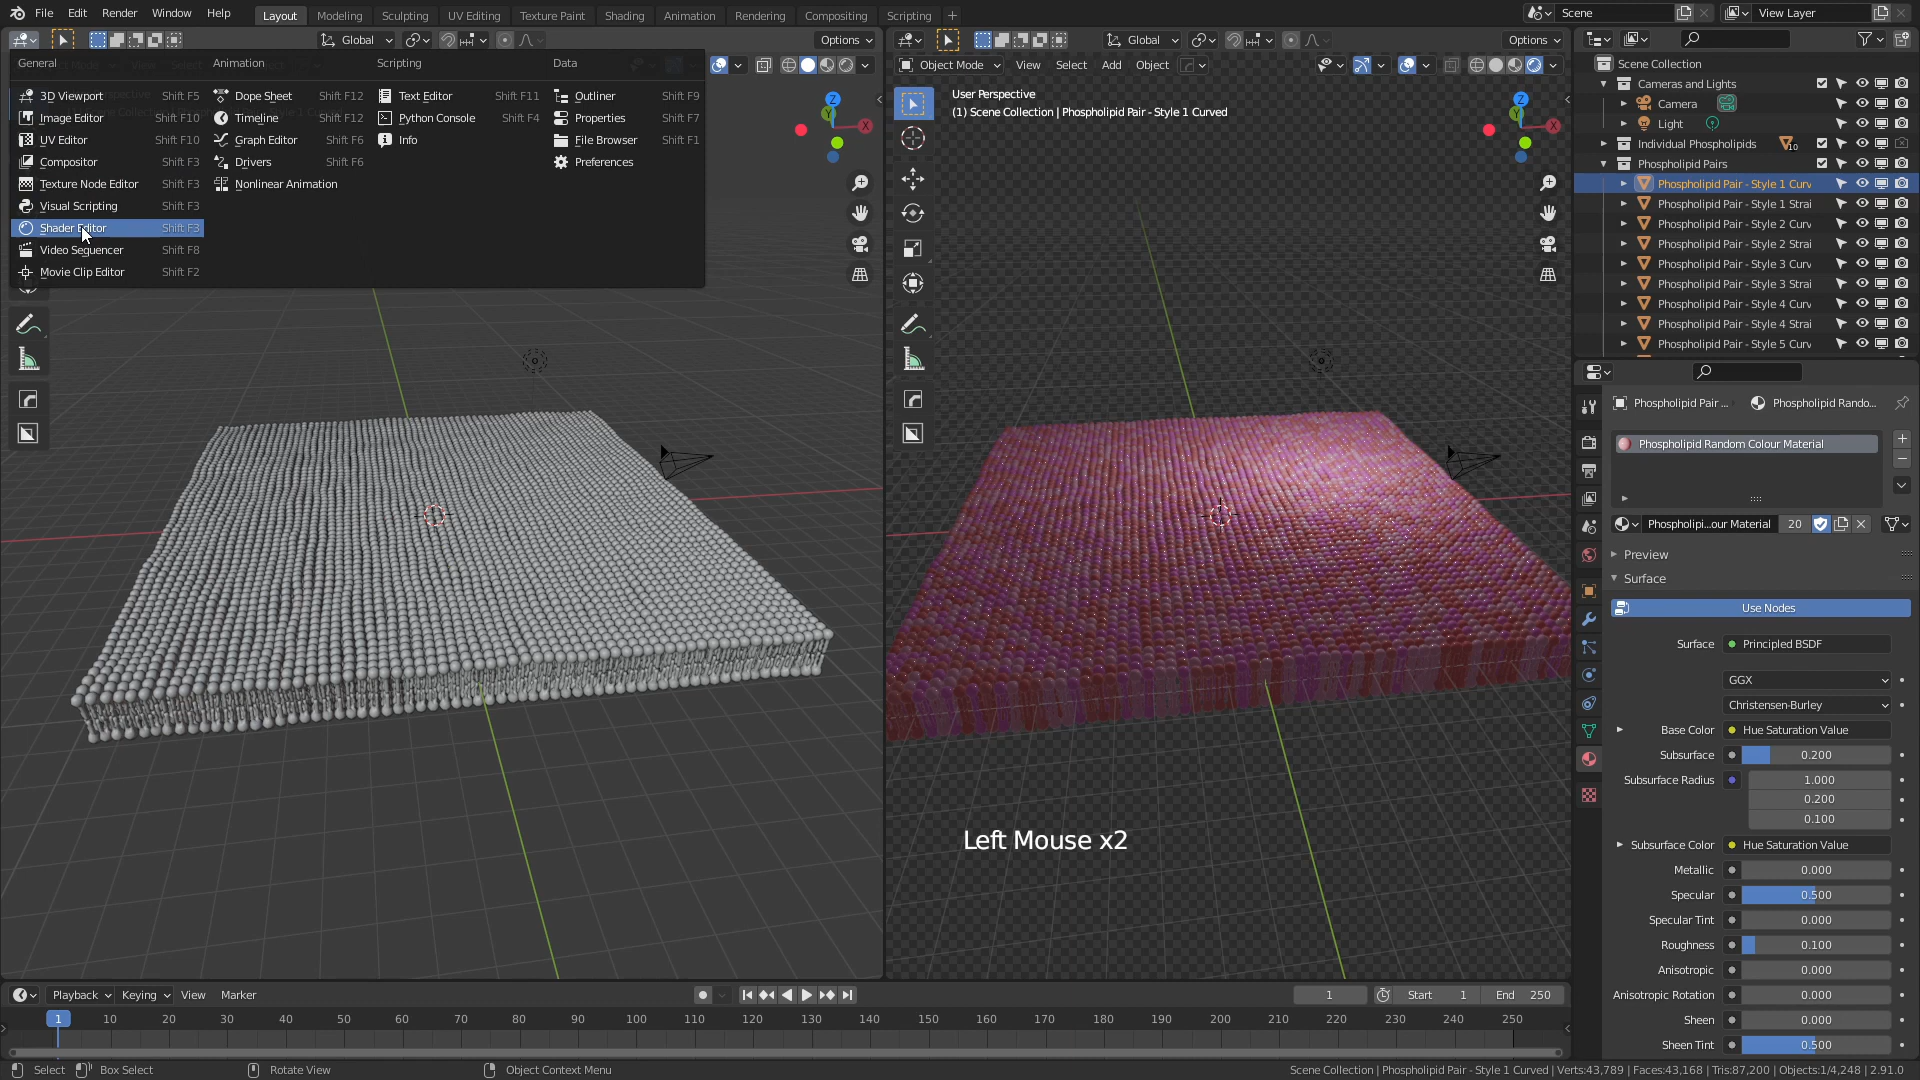 File Edit Render Window Help Layout Modeling Sculpting UV Editing Texture Paint Shading Animation Rendering Compositing Scripting + Scene View Layer
Global Options Global Options
General Animation Scripting Data
3D Viewport Shift F5 Dope Sheet Shift F12 Text Editor Shift F11 Outliner Shift F9
Image Editor Shift F10 Timeline Shift F12 Python Console Shift F4 Properties Shift F7
UV Editor Shift F10 Graph Editor Shift F6 Info File Browser Shift F1
Compositor Shift F3 Drivers Shift F6 Preferences
Texture Node Editor Shift F3 Nonlinear Animation
Visual Scripting Shift F3
Shader Editor Shift F3
Video Sequencer Shift F8
Movie Clip Editor Shift F2
Z
Y
X
Object Mode View Select Add Object
User Perspective
(1) Scene Collection | Phospholipid Pair - Style 1 Curved
Z
Y
X
Left Mouse x2
Scene Collection
Cameras and Lights
Camera
Light
Individual Phospholipids 10
Phospholipid Pairs
Phospholipid Pair - Style 1 Curv
Phospholipid Pair - Style 1 Strai
Phospholipid Pair - Style 2 Curv
Phospholipid Pair - Style 2 Strai
Phospholipid Pair - Style 3 Curv
Phospholipid Pair - Style 3 Strai
Phospholipid Pair - Style 4 Curv
Phospholipid Pair - Style 4 Strai
Phospholipid Pair - Style 5 Curv
Phospholipid Pair ... Phospholipid Rando...
Phospholipid Random Colour Material
Phospholipi...our Material 20
Preview
Surface
Use Nodes
Surface Principled BSDF
GGX
Christensen-Burley
Base Color Hue Saturation Value
Subsurface 0.200
Subsurface Radius 1.000
0.200
0.100
Subsurface Color Hue Saturation Value
Metallic 0.000
Specular 0.500
Specular Tint 0.000
Roughness 0.100
Anisotropic 0.000
Anisotropic Rotation 0.000
Sheen 0.000
Sheen Tint 0.500
Playback Keying View Marker 1 Start 1 End 250
1 10 20 30 40 50 60 70 80 90 100 110 120 130 140 150 160 170 180 190 200 210 220 230 240 250
Select Box Select Rotate View Object Context Menu Scene Collection | Phospholipid Pair - Style 1 Curved | Verts:43,789 | Faces:43,168 | Tris:87,200 | Objects:1/4,248 | 2.91.0